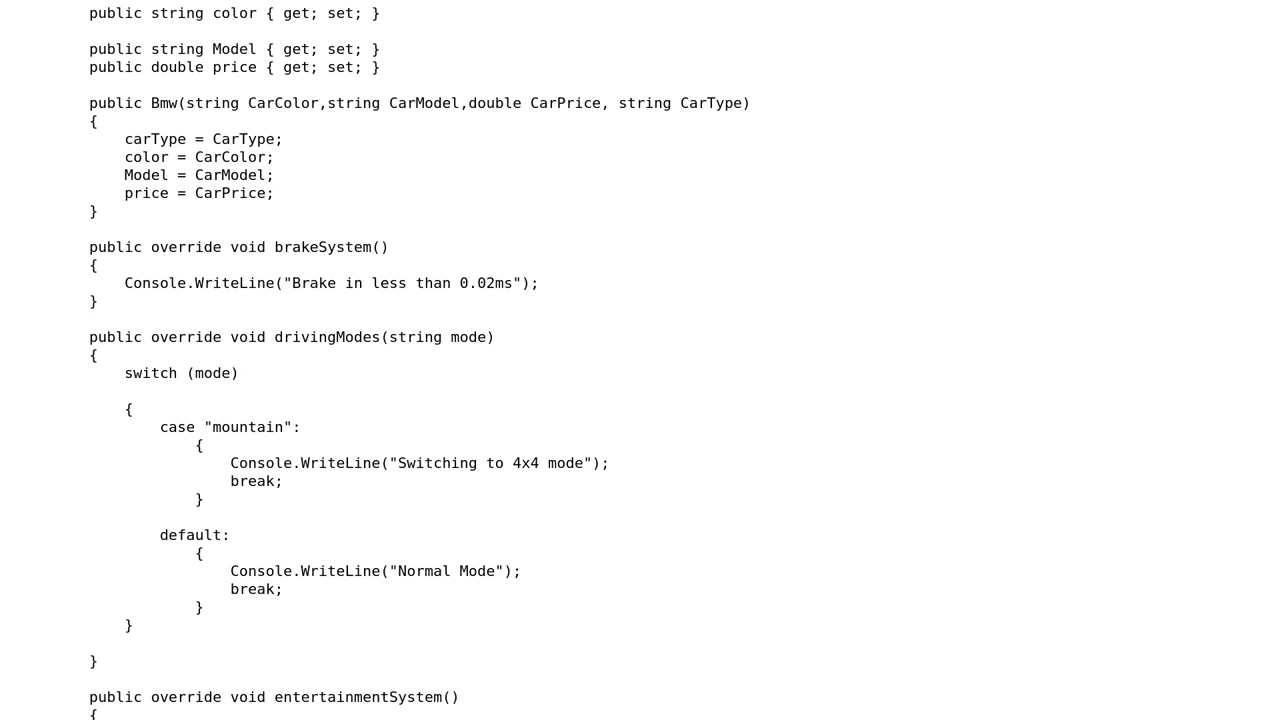 public string color { get; set; }

public string Model { get; set; }
public double price { get; set; }

public Bmw(string CarColor,string CarModel,double CarPrice, string CarType)
{
    carType = CarType;
    color = CarColor;
    Model = CarModel;
    price = CarPrice;
}

public override void brakeSystem()
{
    Console.WriteLine("Brake in less than 0.02ms");
}

public override void drivingModes(string mode)
{
    switch (mode)

    {
        case "mountain":
            {
                Console.WriteLine("Switching to 4x4 mode");
                break;
            }

        default:
            {
                Console.WriteLine("Normal Mode");
                break;
            }
    }

}

public override void entertainmentSystem()
{